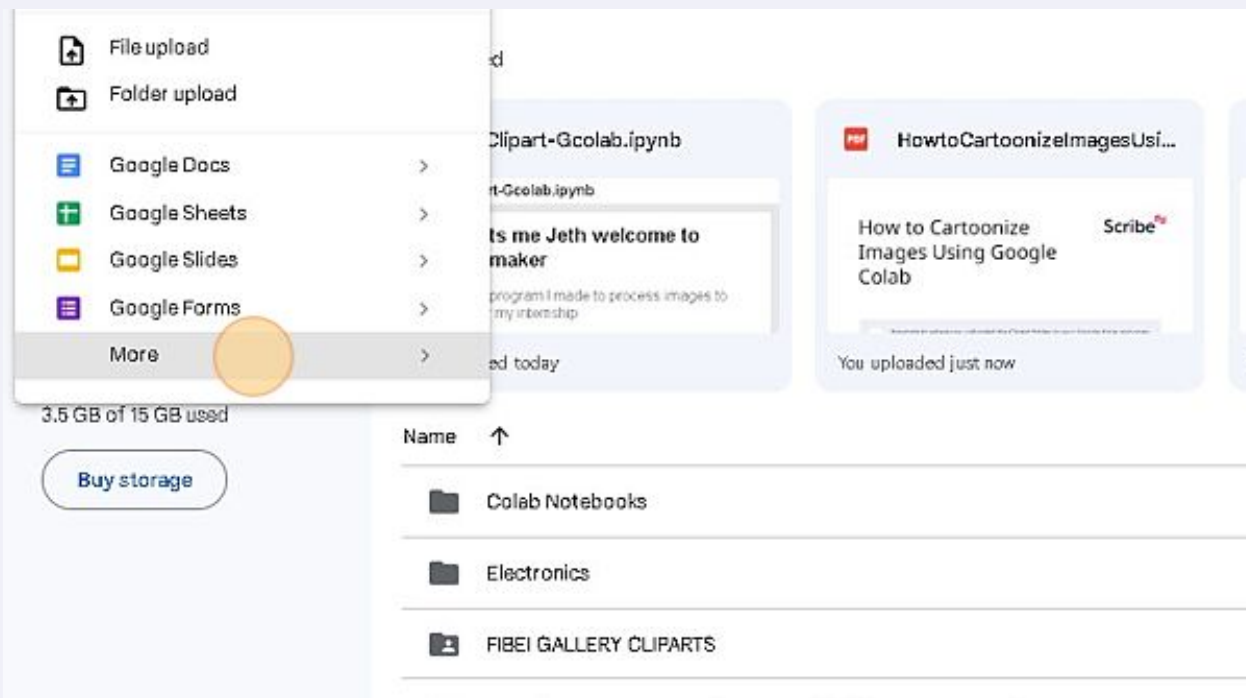 File upload
Folder upload
Google Docs
Google Sheets
Google Slides
Google Forms
More
3.5 GB of 15 GB used
Buy storage
ed
Clipart-Gcolab.ipynb
rt-Gcolab.ipynb
ts me Jeth welcome to
maker
program I made to process images to
my internship
ed today
PDF
HowtoCartoonizeImagesUsi...
How to Cartoonize
Images Using Google
Colab
Scribe
You uploaded just now
Name
Colab Notebooks
Electronics
FIBEI GALLERY CLIPARTS